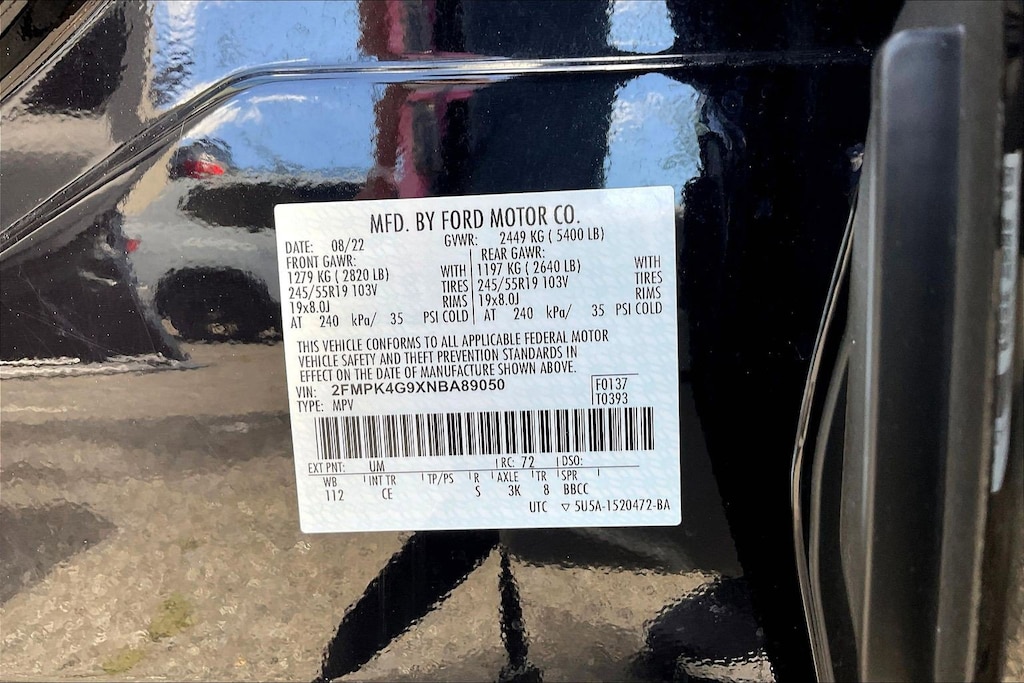 MFD. BY FORD MOTOR CO.
DATE: 08/22 GVWR: 2449 KG ( 5400 LB)
FRONT GAWR: REAR GAWR:
1279 KG ( 2820 LB) WITH 1197 KG ( 2640 LB) WITH
245/55R19 103V TIRES 245/55R19 103V TIRES
19x8.0J RIMS 19x8.0J RIMS
AT 240 kPa/ 35 PSI COLD AT 240 kPa/ 35 PSI COLD
THIS VEHICLE CONFORMS TO ALL APPLICABLE FEDERAL MOTOR
VEHICLE SAFETY AND THEFT PREVENTION STANDARDS IN
EFFECT ON THE DATE OF MANUFACTURE SHOWN ABOVE.
VIN: 2FMPK4G9XNBA89050 F0137
TYPE: MPV T0393
EXT PNT: UM RC: 72 DSO:
WB INT TR TP/PS R AXLE TR SPR
112 CE S 3K 8 BBCC
UTC ▽ 5U5A-1520472-BA